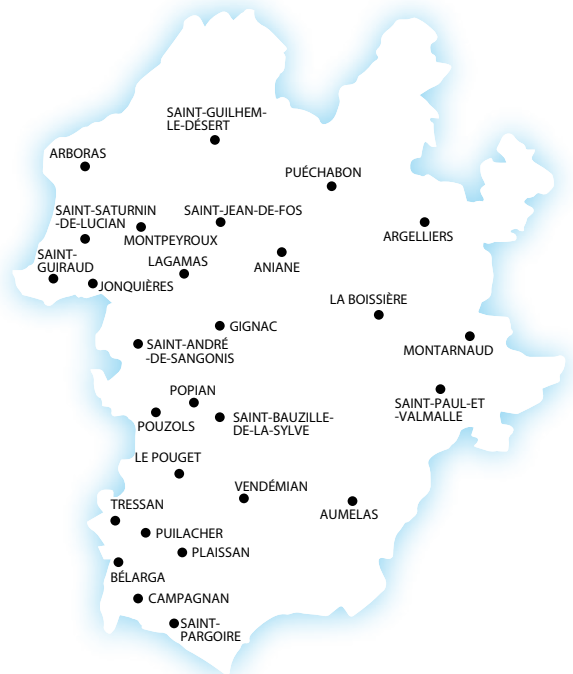 SAINT-GUILHEM-
LE-DÉSERT
ARBORAS
PUÉCHABON
SAINT-SATURNIN
-DE-LUCIAN
SAINT-JEAN-DE-FOS
MONTPEYROUX
ARGELLIERS
SAINT-
GUIRAUD
LAGAMAS
ANIANE
JONQUIÈRES
LA BOISSIÈRE
GIGNAC
SAINT-ANDRÉ
-DE-SANGONIS
MONTARNAUD
POPIAN
SAINT-PAUL-ET
-VALMALLE
POUZOLS
SAINT-BAUZILLE-
DE-LA-SYLVE
LE POUGET
VENDÉMIAN
TRESSAN
AUMELAS
PUILACHER
PLAISSAN
BÉLARGA
CAMPAGNAN
SAINT-
PARGOIRE